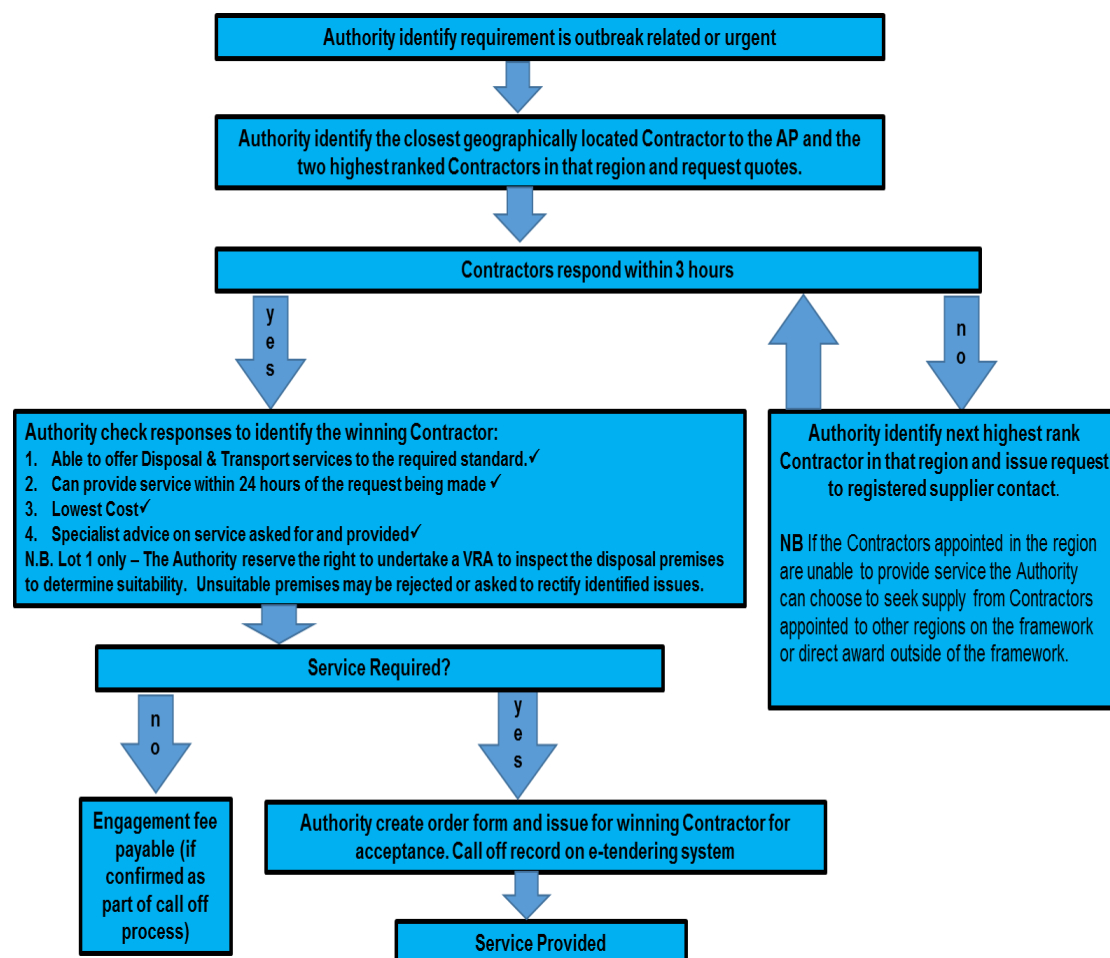 Authority identify requirement is outbreak related or urgent
Authority identify the closest geographically located Contractor to the AP and the
two highest ranked Contractors in that region and request quotes.
Contractors respond within 3 hours
yes
no
Authority check responses to identify the winning Contractor:
1. Able to offer Disposal & Transport services to the required standard.✓
2. Can provide service within 24 hours of the request being made ✓
3. Lowest Cost✓
4. Specialist advice on service asked for and provided✓
N.B. Lot 1 only – The Authority reserve the right to undertake a VRA to inspect the disposal premises
to determine suitability. Unsuitable premises may be rejected or asked to rectify identified issues.
Authority identify next highest rank
Contractor in that region and issue request
to registered supplier contact.
NB If the Contractors appointed in the region
are unable to provide service the Authority
can choose to seek supply from Contractors
appointed to other regions on the framework
or direct award outside of the framework.
Service Required?
no
yes
Engagement fee
payable (if
confirmed as
part of call off
process)
Authority create order form and issue for winning Contractor for
acceptance. Call off record on e-tendering system
Service Provided